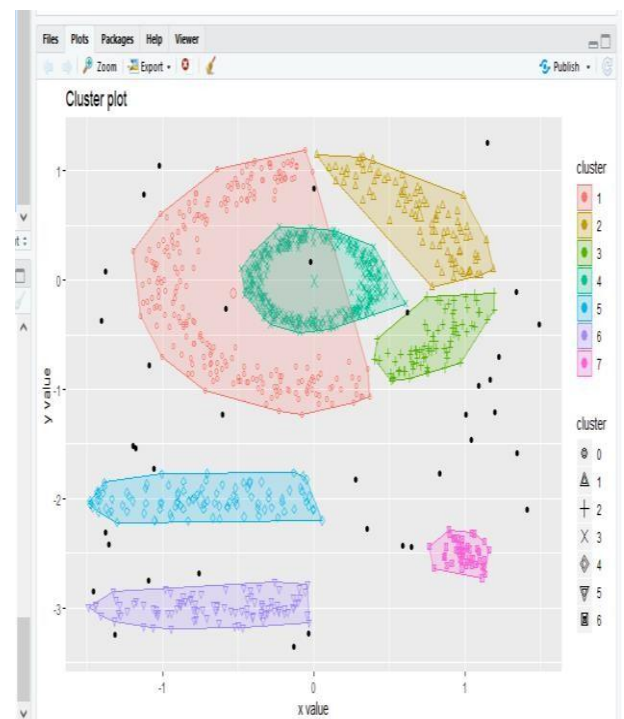 Files Plots Packages Help Viewer
Zoom Export Publish
Cluster plot
1-
0-
-1-
-2-
-3-
y value
-1 0 1
x value
cluster
1
2
3
4
5
6
7
cluster
0
1
2
3
4
5
6
nt